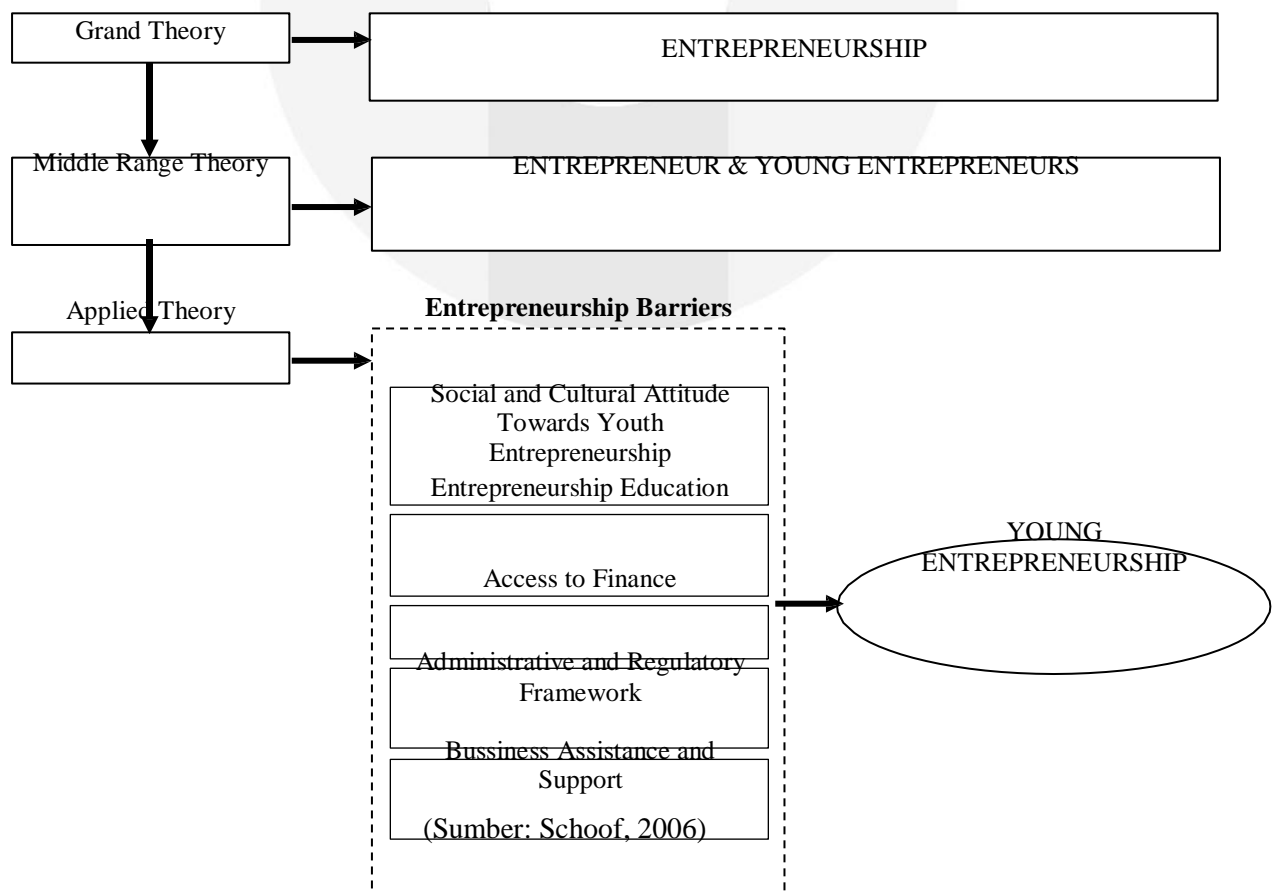 Grand Theory
ENTREPRENEURSHIP
Middle Range Theory
ENTREPRENEUR & YOUNG ENTREPRENEURS
Applied Theory
Entrepreneurship Barriers
Social and Cultural Attitude
Towards Youth
Entrepreneurship
Entrepreneurship Education
Access to Finance
Administrative and Regulatory
Framework
Bussiness Assistance and
Support
(Sumber: Schoof, 2006)
YOUNG
ENTREPRENEURSHIP